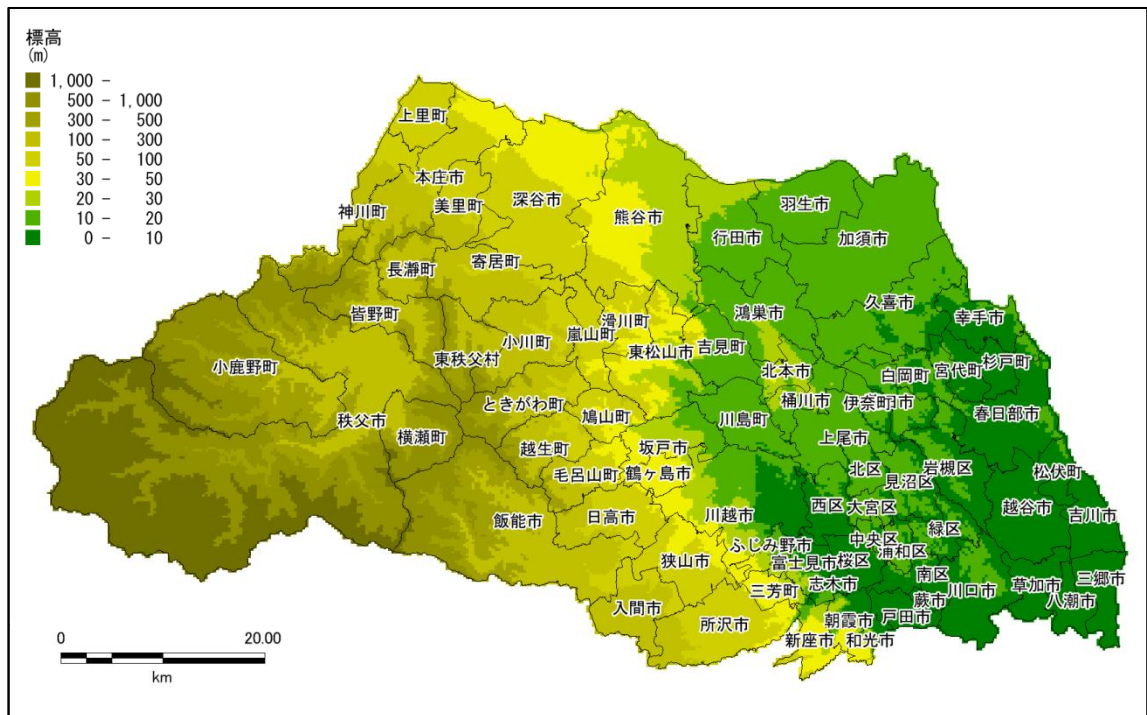 標高
(m)
1,000 -
500 - 1,000
300 - 500
100 - 300
50 - 100
30 - 50
20 - 30
10 - 20
0 - 10
上里町
本庄市
美里町
深谷市
神川町
熊谷市
羽生市
行田市
加須市
長瀞町
寄居町
皆野町
久喜市
幸手市
鴻巣市
滑川町
嵐山町
小川町
東秩父村
東松山市
吉見町
小鹿野町
北本市
白岡町
宮代町
杉戸町
ときがわ町
鳩山町
桶川市
伊奈町
市
春日部市
秩父市
横瀬町
川島町
上尾市
越生町
坂戸市
毛呂山町
鶴ヶ島市
北区
見沼区
岩槻区
松伏町
飯能市
日高市
川越市
西区
大宮区
越谷市
吉川市
緑区
ふじみ野市
中央区
浦和区
狭山市
富士見市
桜区
南区
三芳町
志木市
川口市
草加市
三郷市
八潮市
入間市
所沢市
蕨市
戸田市
朝霞市
新座市
和光市
0
20.00
km